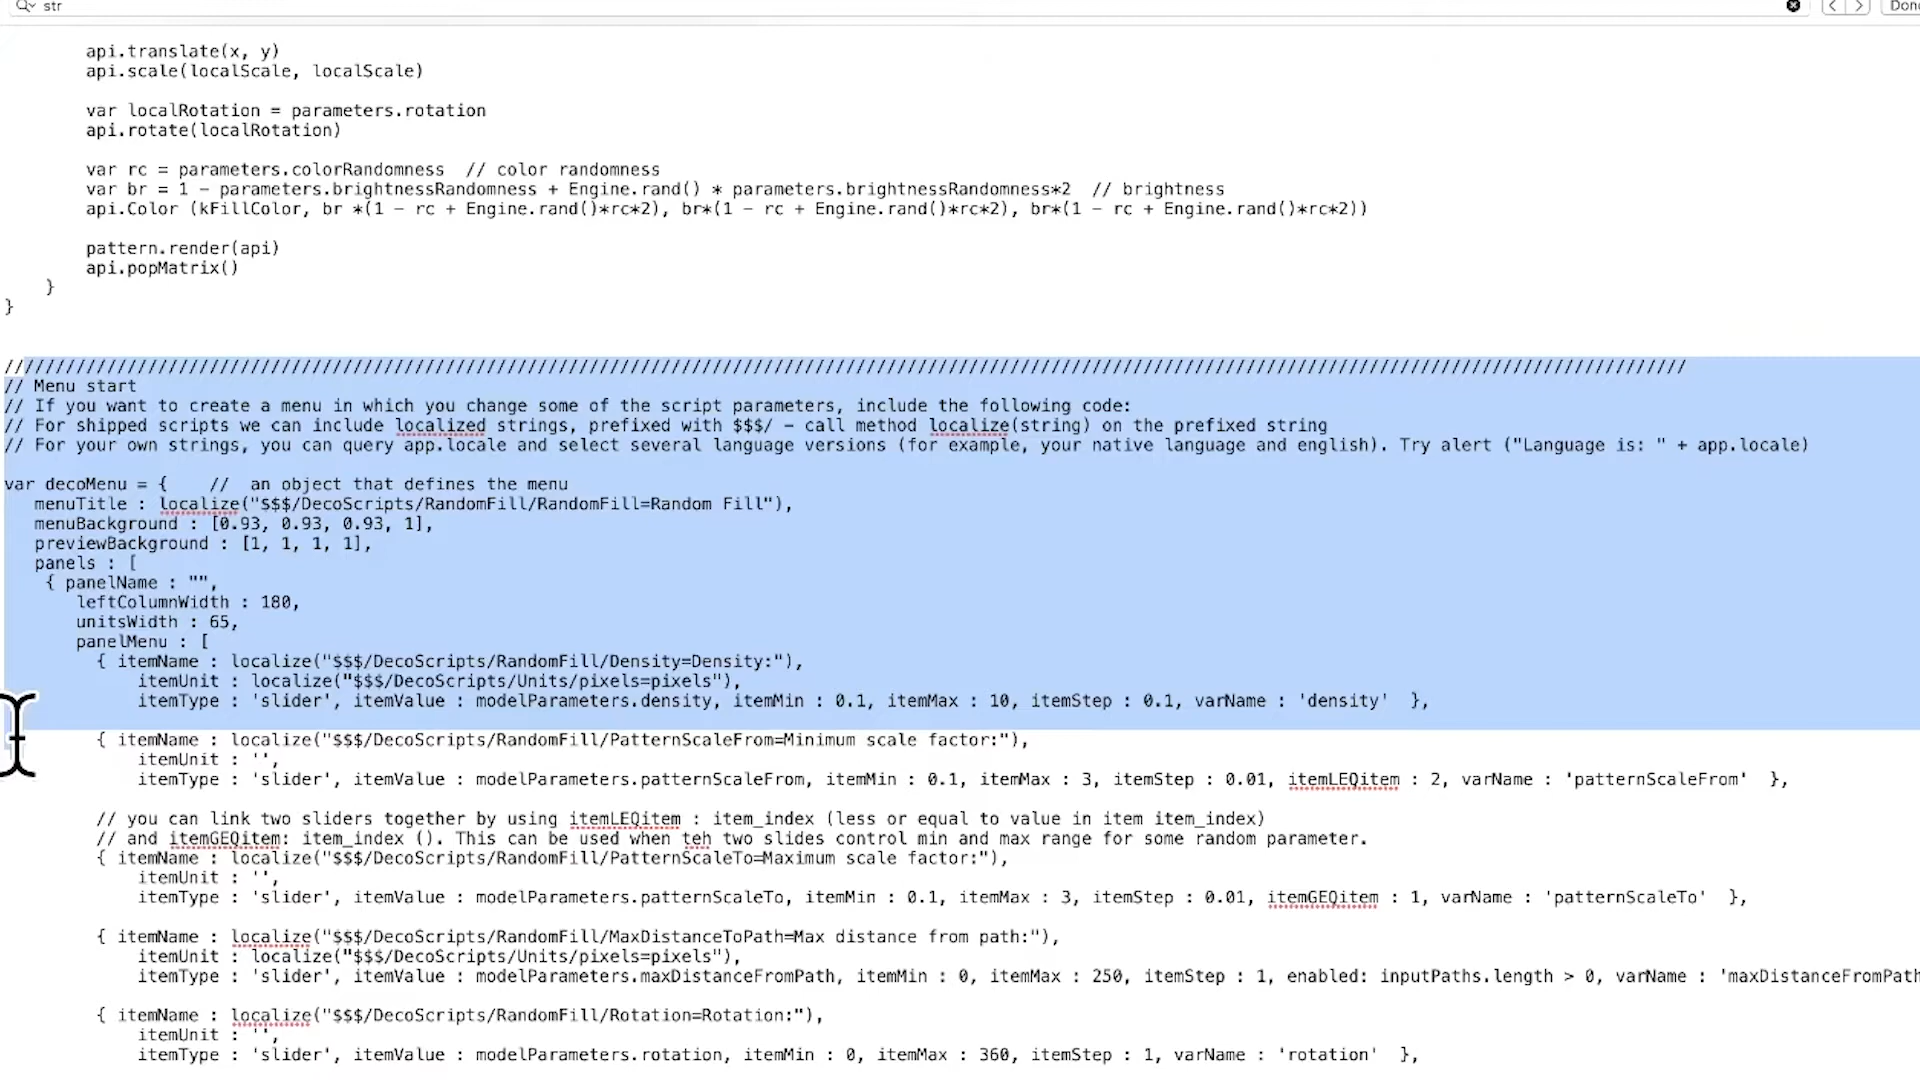 str
Done
api.translate(x, y)
api.scale(localScale, localScale)
var localRotation = parameters.rotation
api.rotate(localRotation)
var rc = parameters.colorRandomness  // color randomness
var br = 1 - parameters.brightnessRandomness + Engine.rand() * parameters.brightnessRandomness*2  // brightness
api.Color (kFillColor, br *(1 - rc + Engine.rand()*rc*2), br*(1 - rc + Engine.rand()*rc*2), br*(1 - rc + Engine.rand()*rc*2))
pattern.render(api)
api.popMatrix()
}
}
//////////////////////////////////////////////////////////////////////////////////////////////////////////////////////////////////////////////////////////////////
// Menu start
// If you want to create a menu in which you change some of the script parameters, include the following code:
// For shipped scripts we can include localized strings, prefixed with $$$/ - call method localize(string) on the prefixed string
// For your own strings, you can query app.locale and select several language versions (for example, your native language and english). Try alert ("Language is: " + app.locale)
var decoMenu = {    //  an object that defines the menu
menuTitle : localize("$$$/DecoScripts/RandomFill/RandomFill=Random Fill"),
menuBackground : [0.93, 0.93, 0.93, 1],
previewBackground : [1, 1, 1, 1],
panels : [
{ panelName : "",
leftColumnWidth : 180,
unitsWidth : 65,
panelMenu : [
{ itemName : localize("$$$/DecoScripts/RandomFill/Density=Density:"),
itemUnit : localize("$$$/DecoScripts/Units/pixels=pixels"),
itemType : 'slider', itemValue : modelParameters.density, itemMin : 0.1, itemMax : 10, itemStep : 0.1, varName : 'density'  },
{ itemName : localize("$$$/DecoScripts/RandomFill/PatternScaleFrom=Minimum scale factor:"),
itemUnit : '',
itemType : 'slider', itemValue : modelParameters.patternScaleFrom, itemMin : 0.1, itemMax : 3, itemStep : 0.01, itemLEQitem : 2, varName : 'patternScaleFrom'  },
// you can link two sliders together by using itemLEQitem : item_index (less or equal to value in item item_index)
// and itemGEQitem: item_index (). This can be used when teh two slides control min and max range for some random parameter.
{ itemName : localize("$$$/DecoScripts/RandomFill/PatternScaleTo=Maximum scale factor:"),
itemUnit : '',
itemType : 'slider', itemValue : modelParameters.patternScaleTo, itemMin : 0.1, itemMax : 3, itemStep : 0.01, itemGEQitem : 1, varName : 'patternScaleTo'  },
{ itemName : localize("$$$/DecoScripts/RandomFill/MaxDistanceToPath=Max distance from path:"),
itemUnit : localize("$$$/DecoScripts/Units/pixels=pixels"),
itemType : 'slider', itemValue : modelParameters.maxDistanceFromPath, itemMin : 0, itemMax : 250, itemStep : 1, enabled: inputPaths.length > 0, varName : 'maxDistanceFromPath
{ itemName : localize("$$$/DecoScripts/RandomFill/Rotation=Rotation:"),
itemUnit : '',
itemType : 'slider', itemValue : modelParameters.rotation, itemMin : 0, itemMax : 360, itemStep : 1, varName : 'rotation'  },